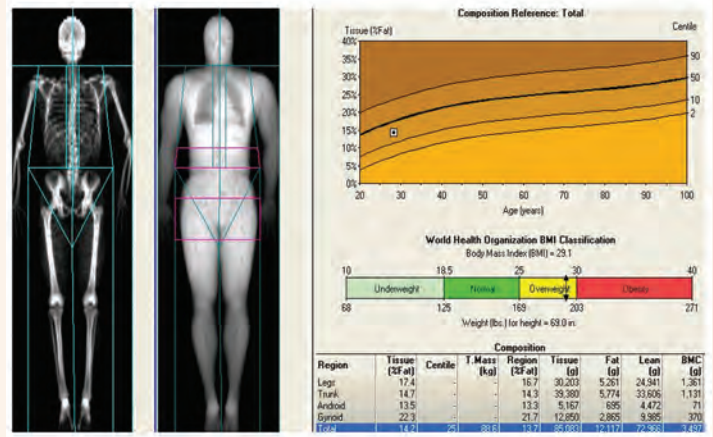 Composition Reference: Total
Tissue (%Fat)
Centile
40%
35%
30%
25%
20%
15%
10%
5%
0%
90
50
10
2
20 30 40 50 60 70 80 90 100
Age (years)
World Health Organization BMI Classification
Body Mass Index (BMI) = 29.1
10 18.5 25 30 40
Underweight Normal Overweight Obesity
68 125 169 203 271
Weight (lbs.) for height = 69.0 in.
Composition
Region Tissue (%Fat) Centile T.Mass (kg) Region (%Fat) Tissue (g) Fat (g) Lean (g) BMC (g)
Legs 17.4 - - 16.7 30,203 5,261 24,941 1,361
Trunk 14.7 - - 14.3 39,380 5,774 33,606 1,131
Android 13.5 - - 13.3 5,167 695 4,472 71
Gynoid 22.3 - - 21.7 12,850 2,865 9,985 370
Total 14.2 25 88.6 13.7 85,083 12,117 72,966 3,497